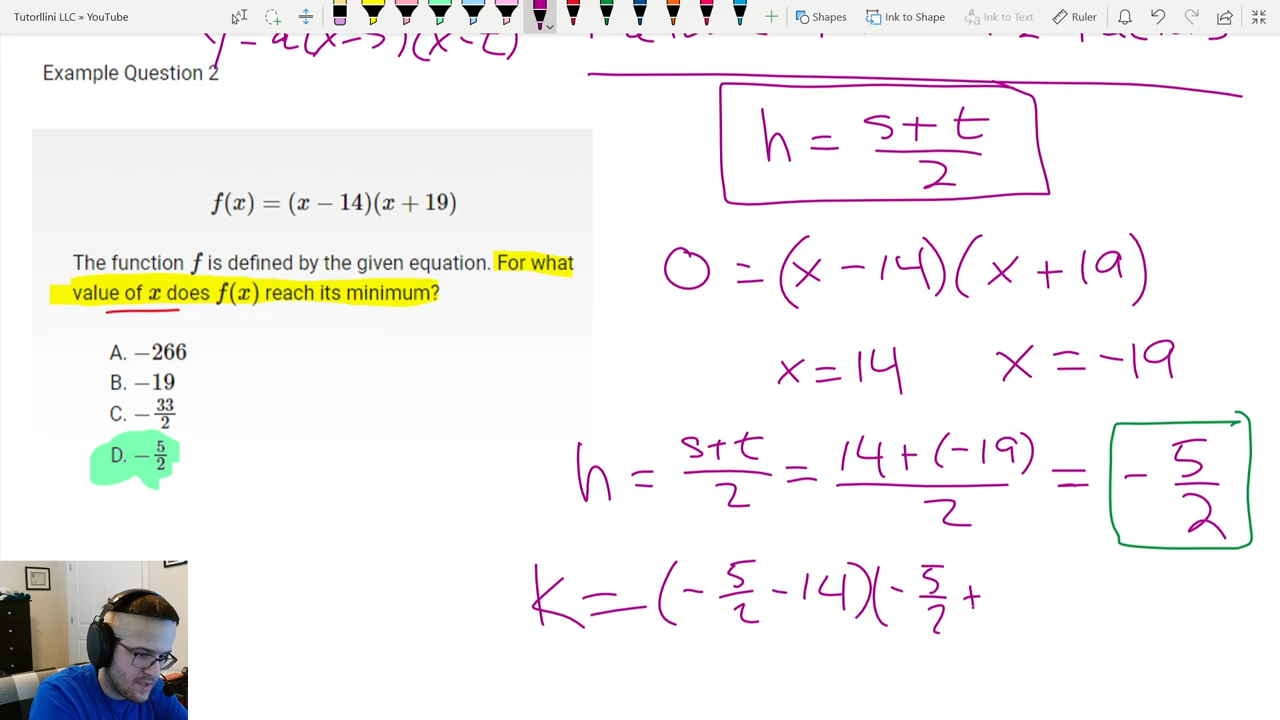 Tutorllini LLC » YouTube
Shapes
Ink to Shape
Ink to Text
Ruler
y = a(x-s)(x-t)
Example Question 2
f(x) = (x − 14)(x + 19)
The function f is defined by the given equation. For what
value of x does f(x) reach its minimum?
A. −266
B. −19
C. −33/2
D. −5/2
h = s+t/2
0 = (x-14)(x+19)
x=14 x=-19
h = s+t/2 = 14+(-19)/2 = -5/2
K = (-5/2-14)(-5/2+